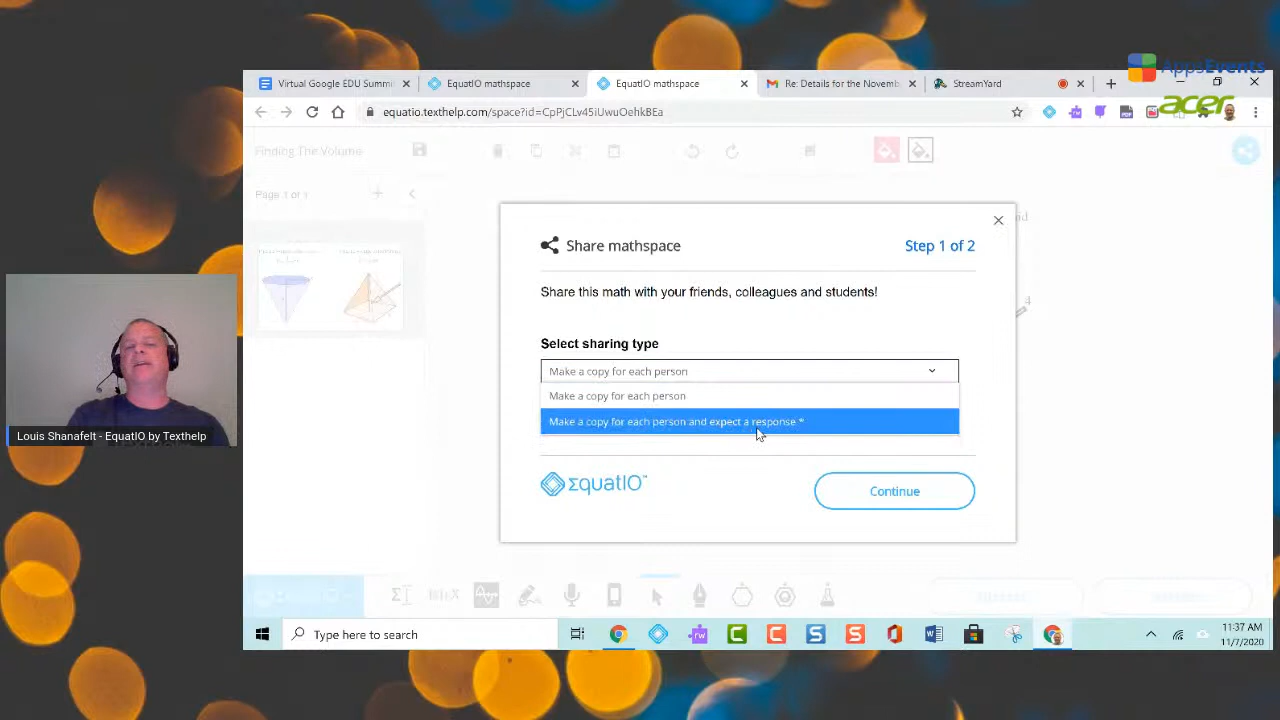 AppsEvents
acer
Virtual Google EDU Summi
EquatIO mathspace
EquatIO mathspace
Re: Details for the Novemb
StreamYard
equatio.texthelp.com/space?id=CpPjCLv45iUwuOehkBEa
Finding The Volume
Page 1 of 1
Share mathspace
Step 1 of 2
Share this math with your friends, colleagues and students!
Select sharing type
Make a copy for each person
Make a copy for each person
Make a copy for each person and expect a response *
ΣquatIO™
Continue
Louis Shanafelt - EquatIO by Texthelp
Type here to search
11:37 AM
11/7/2020